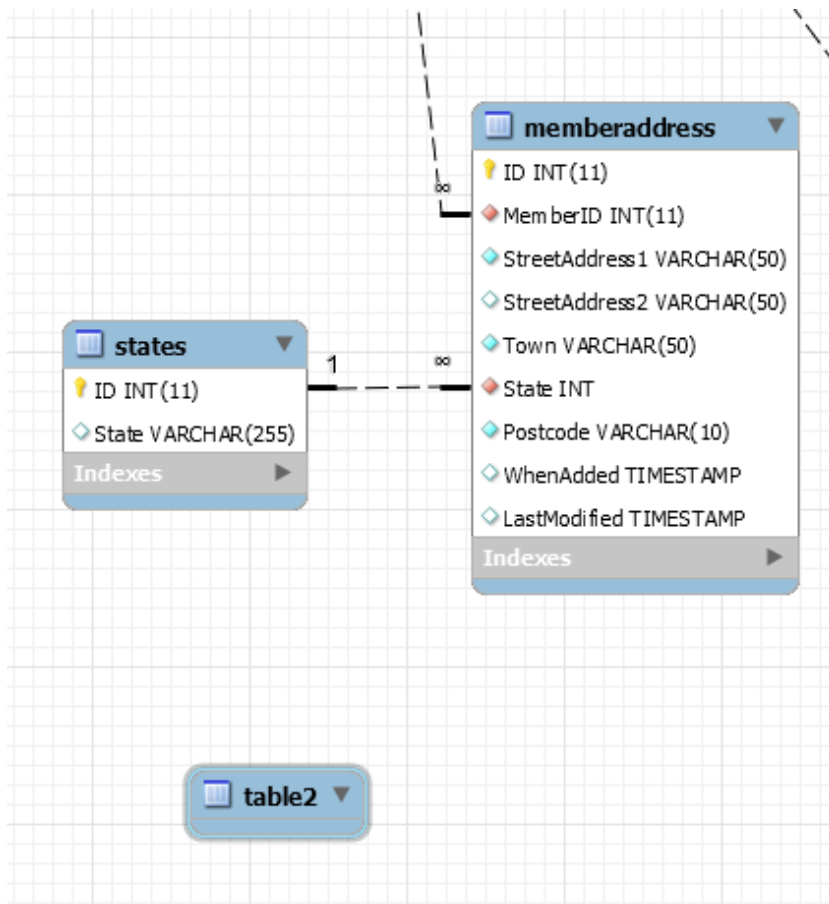 memberaddress
ID INT(11)
∞
MemberID INT(11)
StreetAddress1 VARCHAR(50)
StreetAddress2 VARCHAR(50)
Town VARCHAR(50)
State INT
Postcode VARCHAR(10)
WhenAdded TIMESTAMP
LastModified TIMESTAMP
Indexes
states
1
∞
ID INT(11)
State VARCHAR(255)
Indexes
table2